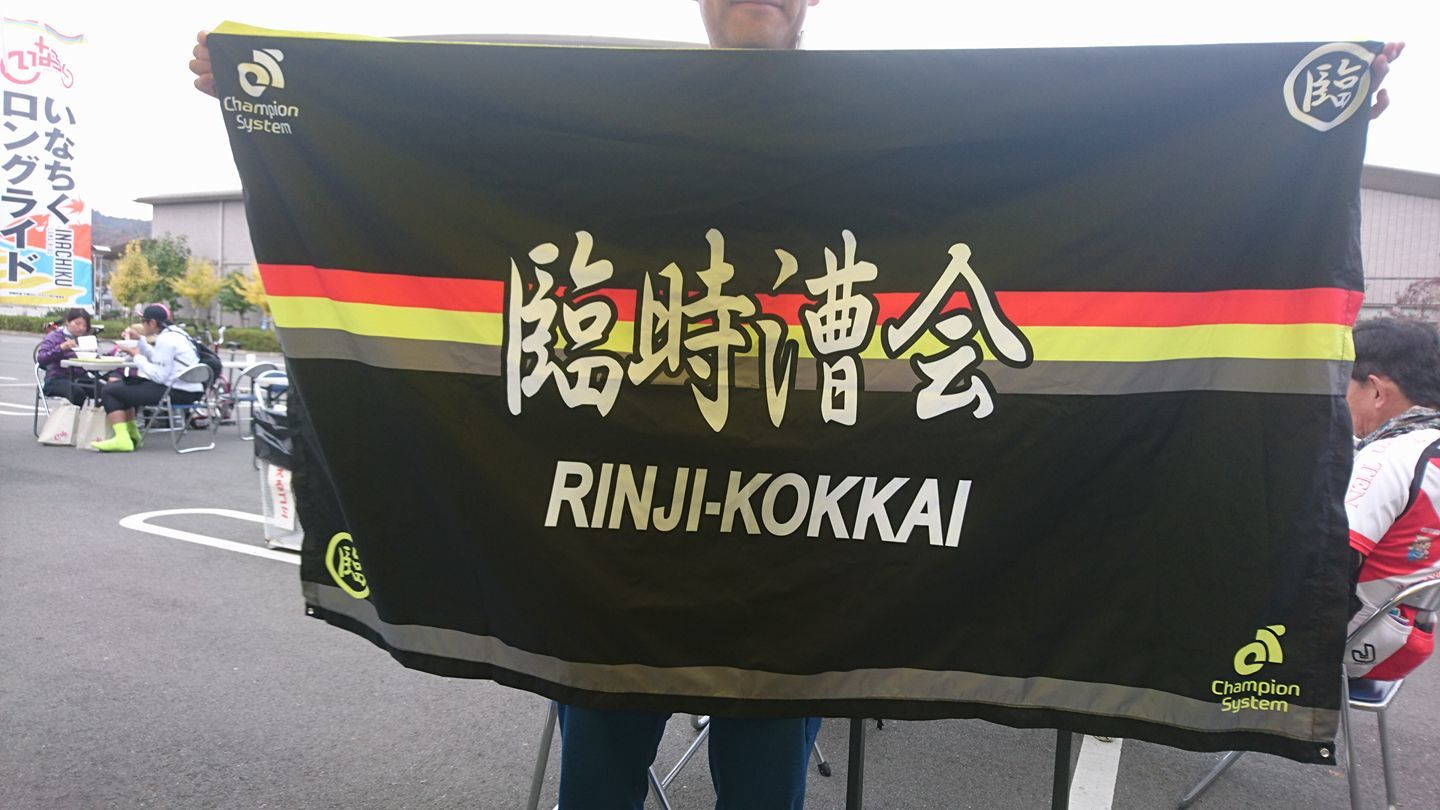 Champion
System
臨
臨時漕会
RINJI-KOKKAI
臨
Champion
System
いなちく
ロングライド
INACHIKU